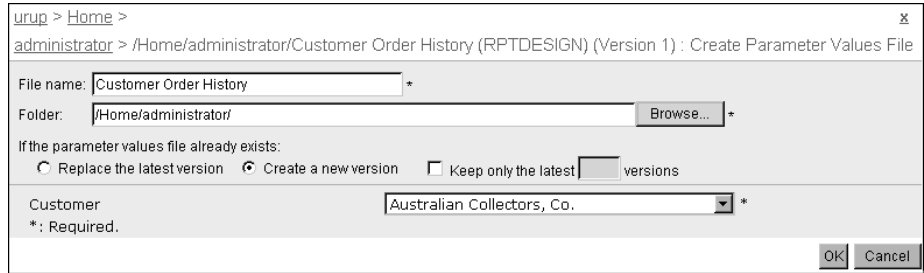 urup > Home > x
administrator > /Home/administrator/Customer Order History (RPTDESIGN) (Version 1) : Create Parameter Values File
File name: Customer Order History *
Folder: /Home/administrator/ Browse... *
If the parameter values file already exists:
Replace the latest version Create a new version Keep only the latest versions
Customer Australian Collectors, Co. *
*: Required.
OK Cancel